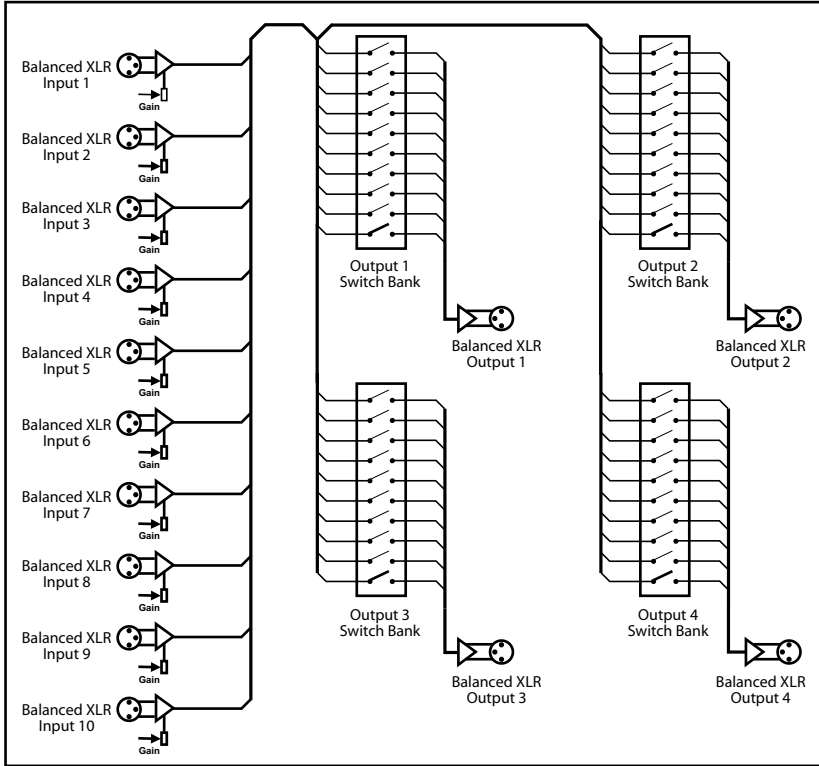 Balanced XLR
Input 1
Gain
Balanced XLR
Input 2
Gain
Balanced XLR
Input 3
Gain
Balanced XLR
Input 4
Gain
Balanced XLR
Input 5
Gain
Balanced XLR
Input 6
Gain
Balanced XLR
Input 7
Gain
Balanced XLR
Input 8
Gain
Balanced XLR
Input 9
Gain
Balanced XLR
Input 10
Gain
Output 1
Switch Bank
Balanced XLR
Output 1
Output 2
Switch Bank
Balanced XLR
Output 2
Output 3
Switch Bank
Balanced XLR
Output 3
Output 4
Switch Bank
Balanced XLR
Output 4